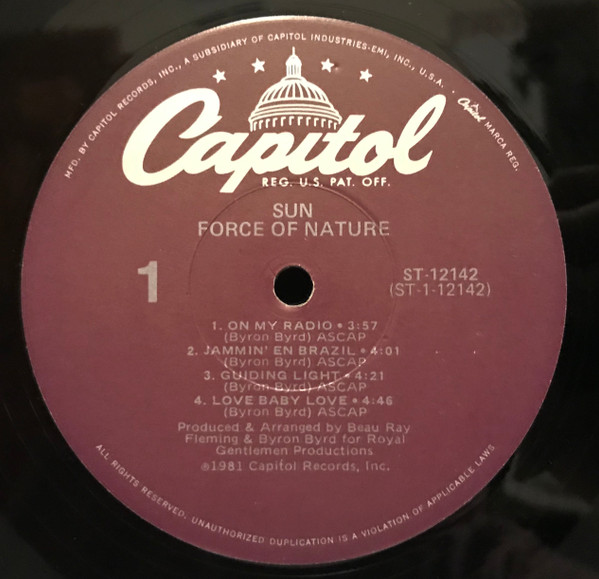 MFD. BY CAPITOL RECORDS, INC., A SUBSIDIARY OF CAPITOL INDUSTRIES-EMI, INC., U.S.A. · Capitol MARCA REG.
Capitol
REG. U.S. PAT. OFF.
SUN
FORCE OF NATURE
1
ST-12142
(ST-1-12142)
1. ON MY RADIO • 3:57
(Byron Byrd) ASCAP
2. JAMMIN' EN BRAZIL • 4:01
(Byron Byrd) ASCAP
3. GUIDING LIGHT • 4:21
(Byron Byrd) ASCAP
4. LOVE BABY LOVE • 4:46
(Byron Byrd) ASCAP
Produced & Arranged by Beau Ray
Fleming & Byron Byrd for Royal
Gentlemen Productions
℗1981 Capitol Records, Inc.
ALL RIGHTS RESERVED. UNAUTHORIZED DUPLICATION IS A VIOLATION OF APPLICABLE LAWS